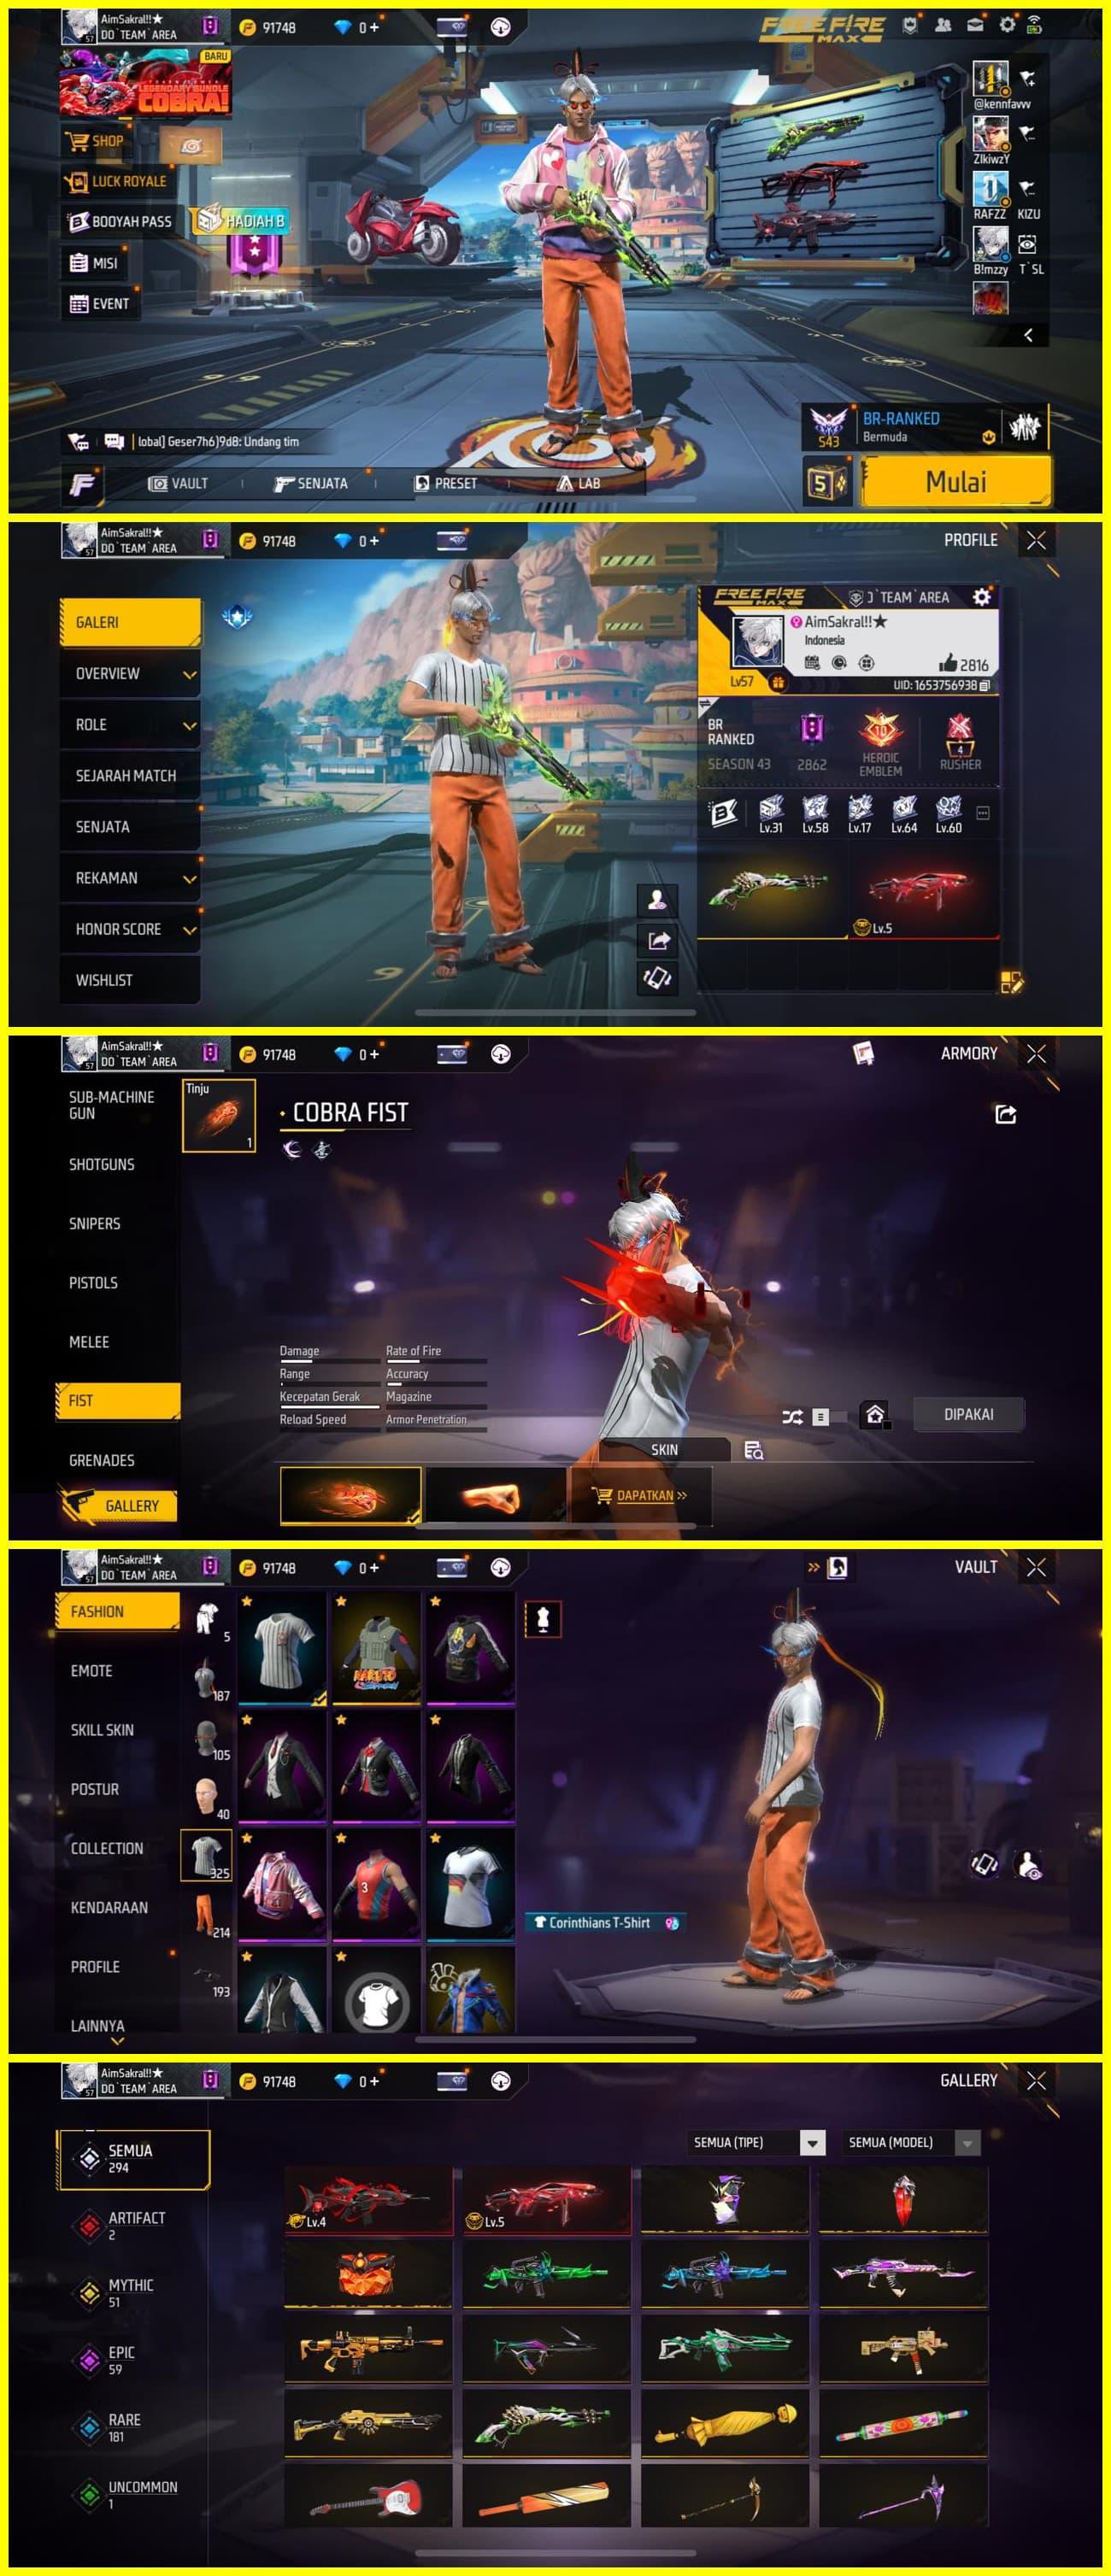 AimSakral!!★
57
DO`TEAM`AREA
91748
0 +
FREE FIRE
MAX
BARU
LEGENDARY BUNDLE
COBRA!
SHOP
LUCK ROYALE
BOOYAH PASS
HADIAH B
MISI
EVENT
@kennfavvv
ZIkiwzY
RAFZZ KIZU
B!mzzy T`SL
lobal] Geser7h6)9d8: Undang tim
VAULT
SENJATA
PRESET
LAB
S43
BR-RANKED
Bermuda
5
Mulai
AimSakral!!★
57
DO`TEAM`AREA
91748
0 +
PROFILE
GALERI
OVERVIEW
ROLE
SEJARAH MATCH
SENJATA
REKAMAN
HONOR SCORE
WISHLIST
FREE FIRE
MAX
`TEAM`AREA
AimSakral!!★
Indonesia
2816
Lv57
UID:1653756938
BR
RANKED
SEASON 43
2862
10
HEROIC
EMBLEM
4
RUSHER
B
Lv.31
Lv.58
Lv.17
Lv.64
Lv.60
Lv.5
AimSakral!!★
57
DO`TEAM`AREA
91748
0 +
ARMORY
SUB-MACHINE
GUN
SHOTGUNS
SNIPERS
PISTOLS
MELEE
FIST
GRENADES
GALLERY
Tinju
1
COBRA FIST
Damage
Rate of Fire
Range
Accuracy
Kecepatan Gerak
Magazine
Reload Speed
Armor Penetration
DIPAKAI
SKIN
DAPATKAN »
AimSakral!!★
57
DO`TEAM`AREA
91748
0 +
VAULT
FASHION
EMOTE
SKILL SKIN
POSTUR
COLLECTION
KENDARAAN
PROFILE
LAINNYA
5
187
105
40
325
214
193
NARUTO
3
Corinthians T-Shirt
AimSakral!!★
57
DO`TEAM`AREA
91748
0 +
GALLERY
SEMUA
294
ARTIFACT
2
MYTHIC
51
EPIC
59
RARE
181
UNCOMMON
1
SEMUA (TIPE)
SEMUA (MODEL)
Lv.4
Lv.5